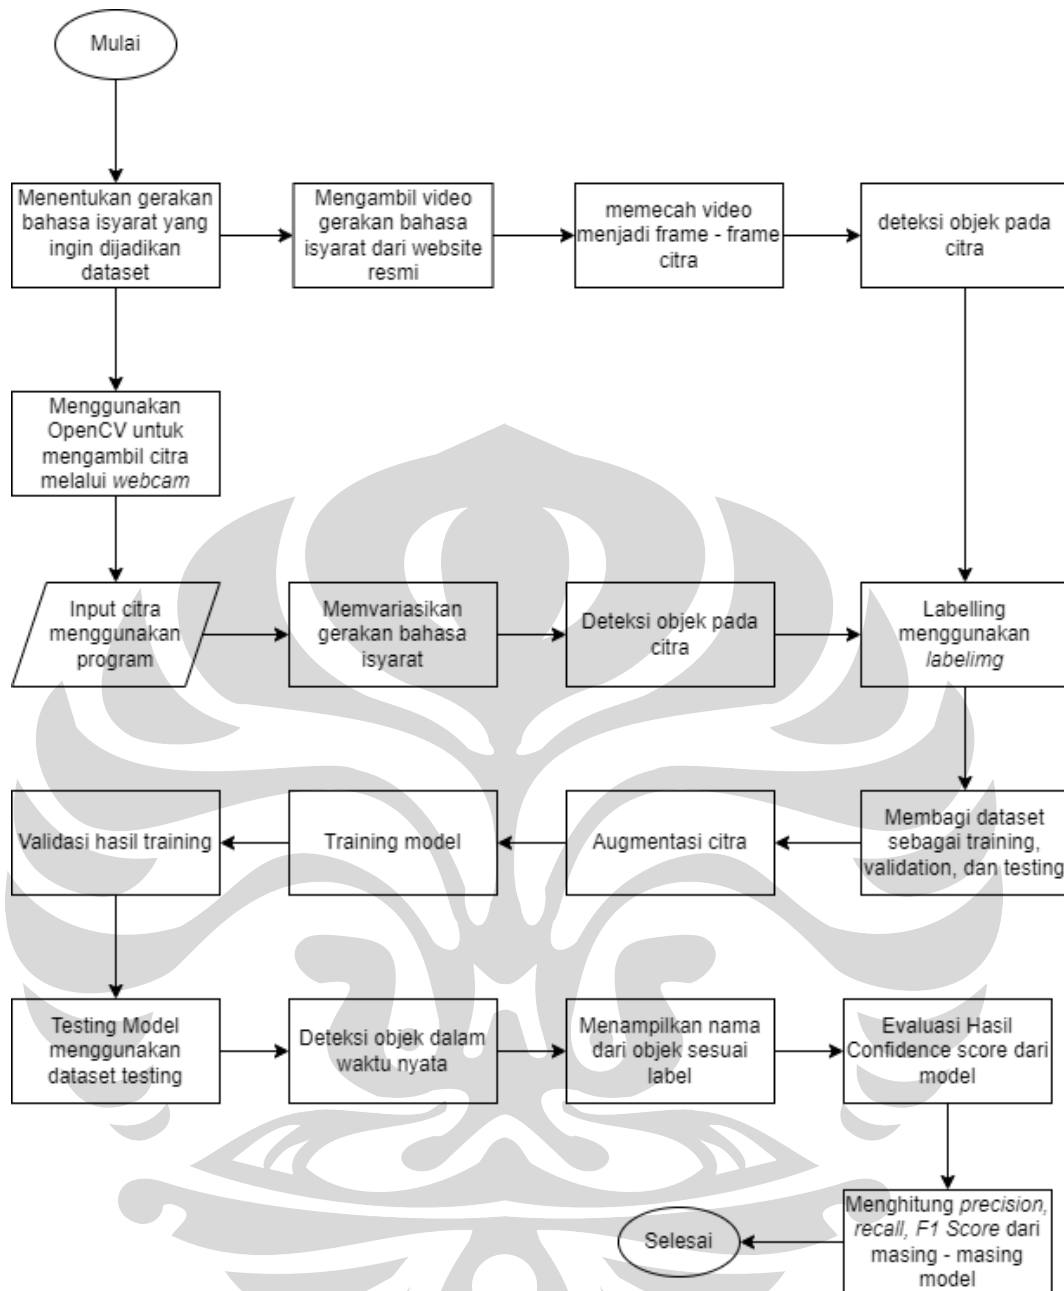 Mulai
Menentukan gerakan
bahasa isyarat yang
ingin dijadikan
dataset
Mengambil video
gerakan bahasa
isyarat dari website
resmi
memecah video
menjadi frame - frame
citra
deteksi objek pada
citra
Menggunakan
OpenCV untuk
mengambil citra
melalui webcam
Input citra
menggunakan
program
Memvariasikan
gerakan bahasa
isyarat
Deteksi objek pada
citra
Labelling
menggunakan
labelimg
Membagi dataset
sebagai training,
validation, dan testing
Augmentasi citra
Training model
Validasi hasil training
Testing Model
menggunakan
dataset testing
Deteksi objek dalam
waktu nyata
Menampilkan nama
dari objek sesuai
label
Evaluasi Hasil
Confidence score dari
model
Menghitung precision,
recall, F1 Score dari
masing - masing
model
Selesai